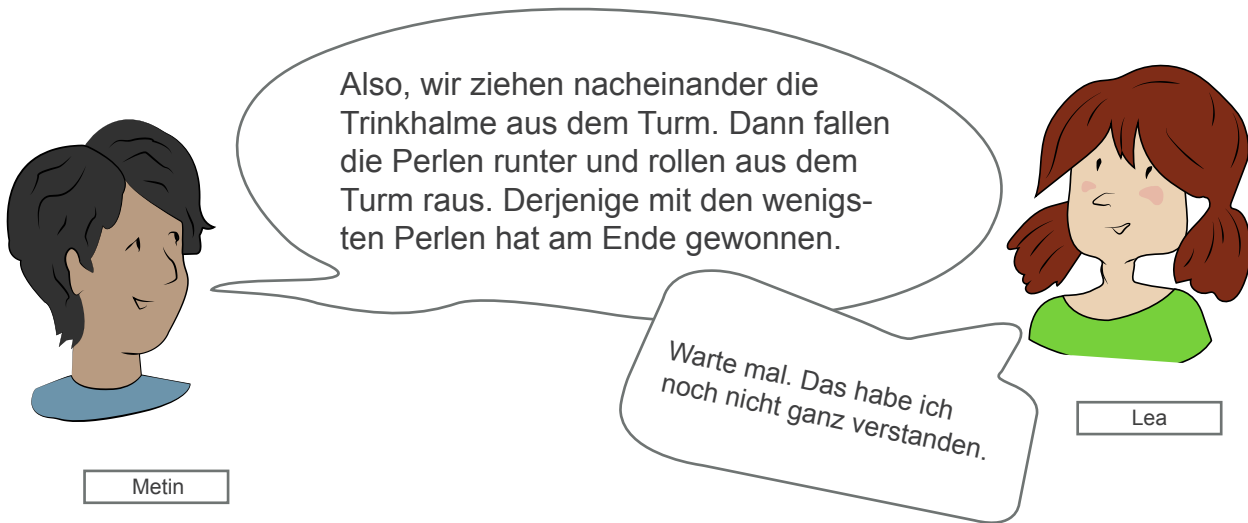 Also, wir ziehen nacheinander die
Trinkhalme aus dem Turm. Dann fallen
die Perlen runter und rollen aus dem
Turm raus. Derjenige mit den wenigs-
ten Perlen hat am Ende gewonnen.
Warte mal. Das habe ich
noch nicht ganz verstanden.
Lea
Metin